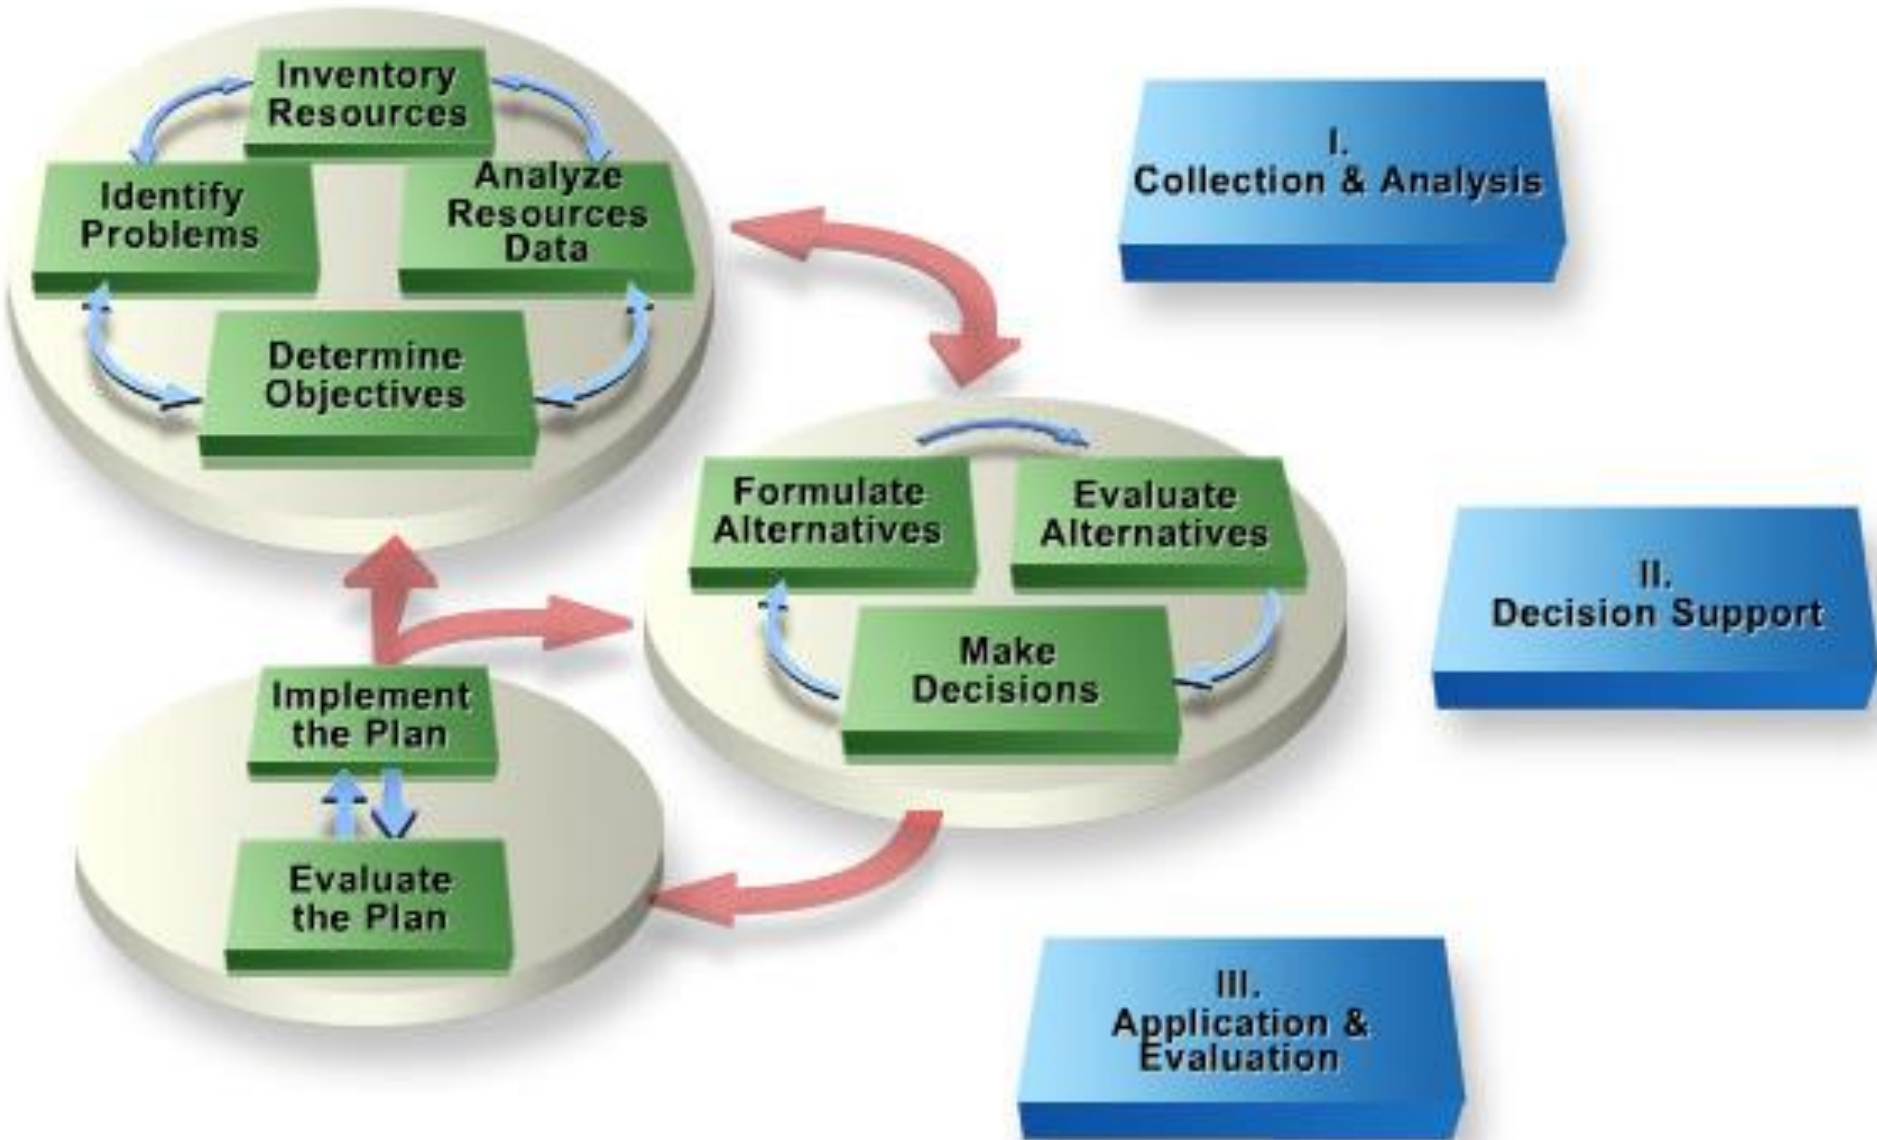 Inventory
Resources
Identify
Problems
Analyze
Resources
Data
Determine
Objectives
I.
Collection & Analysis
Formulate
Alternatives
Evaluate
Alternatives
Make
Decisions
II.
Decision Support
Implement
the Plan
Evaluate
the Plan
III.
Application &
Evaluation